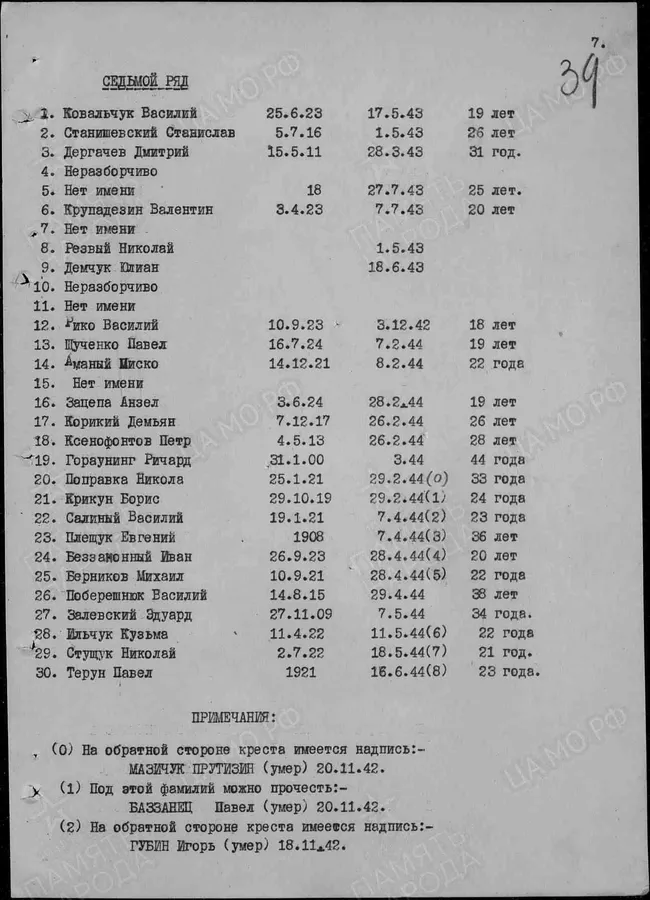 7.
39
СЕДЬМОЙ РЯД
1. Ковальчук Василий 25.6.23 17.5.43 19 лет
2. Станишевский Станислав 5.7.16 1.5.43 26 лет
3. Дергачев Дмитрий 15.5.11 28.3.43 31 год.
4. Неразборчиво
5. Нет имени 18 27.7.43 25 лет.
6. Крупадезин Валентин 3.4.23 7.7.43 20 лет
7. Нет имени
8. Резвый Николай 1.5.43
9. Демчук Юлиан 18.6.43
10. Неразборчиво
11. Нет имени
12. Рико Василий 10.9.23 3.12.42 18 лет
13. Щученко Павел 16.7.24 7.2.44 19 лет
14. Аманый Миско 14.12.21 8.2.44 22 года
15. Нет имени
16. Зацепа Анзел 3.6.24 28.2.44 19 лет
17. Корикий Демьян 7.12.17 26.2.44 26 лет
18. Ксенофонтов Петр 4.5.13 26.2.44 28 лет
19. Гораунинг Ричард 31.1.00 3.44 44 года
20. Поправка Никола 25.1.21 29.2.44(0) 33 года
21. Крикун Борис 29.10.19 29.2.44(1) 24 года
22. Салиный Василий 19.1.21 7.4.44(2) 23 года
23. Плещук Евгений 1908 7.4.44(3) 36 лет
24. Беззаконный Иван 26.9.23 28.4.44(4) 20 лет
25. Берников Михаил 10.9.21 28.4.44(5) 22 года
26. Поберешнюк Василий 14.8.15 29.4.44 38 лет
27. Залевский Эдуард 27.11.09 7.5.44 34 года.
28. Ильчук Кузьма 11.4.22 11.5.44(6) 22 года
29. Стущук Николай 2.7.22 18.5.44(7) 21 год.
30. Терун Павел 1921 16.6.44(8) 23 года.
ПРИМЕЧАНИЯ:
(0) На обратной стороне креста имеется надпись:-
МАЗИЧУК ПРУТИЗИН (умер) 20.11.42.
(1) Под этой фамилий можно прочесть:-
БАЗЗАНЕЦ Павел (умер) 20.11.42.
(2) На обратной стороне креста имеется надпись:-
ГУБИН Игорь (умер) 18.11.42.